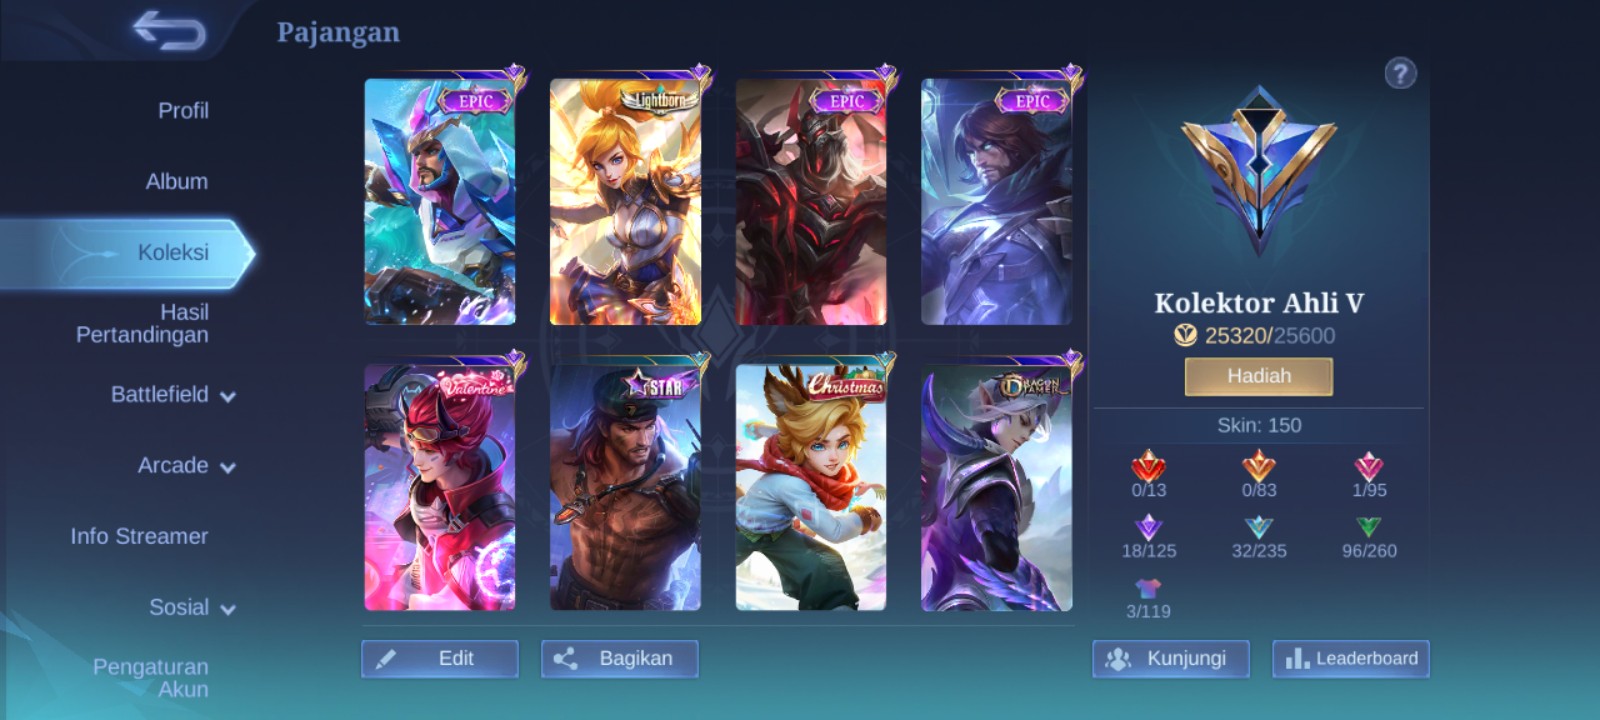 Pajangan
Profil
Album
Koleksi
Hasil
Pertandingan
Battlefield
Arcade
Info Streamer
Sosial
Pengaturan
Akun
EPIC
Lightborn
EPIC
EPIC
Valentine
STAR
Christmas
DRAGON
TAMER
Edit
Bagikan
?
Kolektor Ahli V
25320/25600
Hadiah
Skin: 150
0/13
0/83
1/95
18/125
32/235
96/260
3/119
Kunjungi
Leaderboard